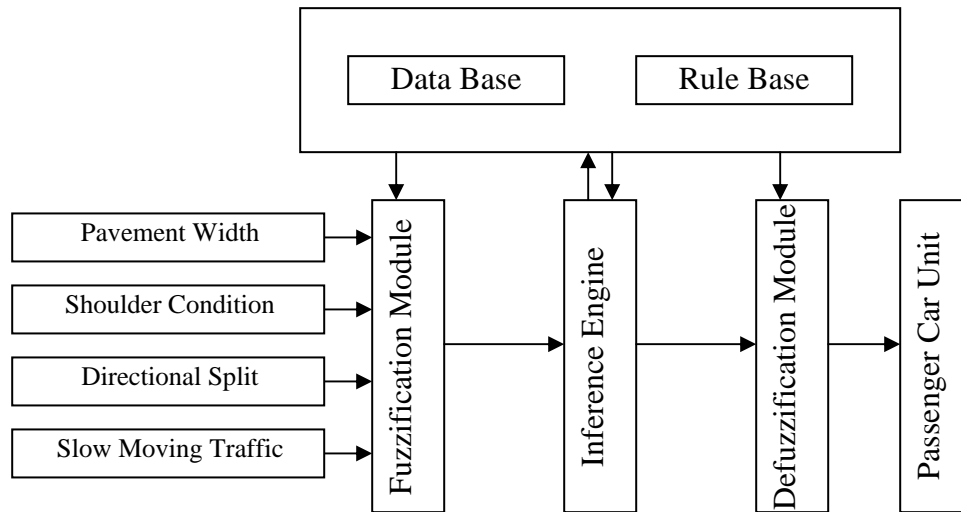 Data Base
Rule Base
Pavement Width
Shoulder Condition
Directional Split
Slow Moving Traffic
Fuzzification Module
Inference Engine
Defuzzification Module
Passenger Car Unit